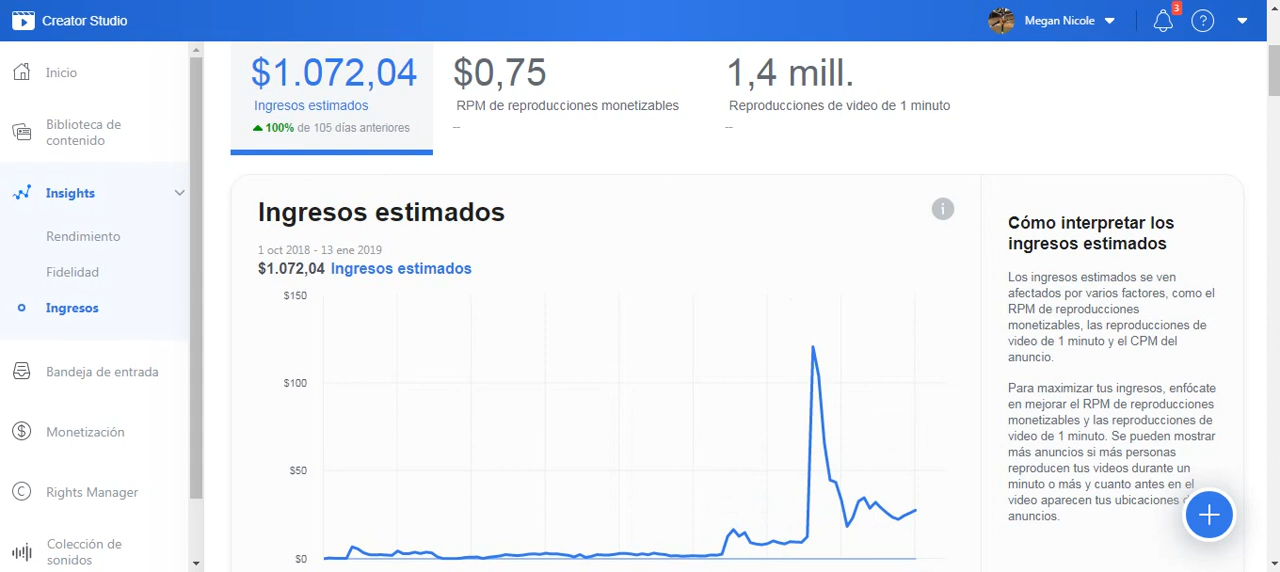 Creator Studio
Megan Nicole
3
?
Inicio
Biblioteca de
contenido
Insights
Rendimiento
Fidelidad
Ingresos
Bandeja de entrada
$
Monetización
C
Rights Manager
Colección de
sonidos
$1.072,04
Ingresos estimados
100% de 105 días anteriores
$0,75
RPM de reproducciones monetizables
--
1,4 mill.
Reproducciones de video de 1 minuto
--
Ingresos estimados
i
1 oct 2018 - 13 ene 2019
$1.072,04 Ingresos estimados
$150
$100
$50
$0
Cómo interpretar los
ingresos estimados
Los ingresos estimados se ven
afectados por varios factores, como el
RPM de reproducciones
monetizables, las reproducciones de
video de 1 minuto y el CPM del
anuncio.
Para maximizar tus ingresos, enfócate
en mejorar el RPM de reproducciones
monetizables y las reproducciones de
video de 1 minuto. Se pueden mostrar
más anuncios si más personas
reproducen tus videos durante un
minuto o más y cuanto antes en el
video aparecen tus ubicaciones
anuncios.